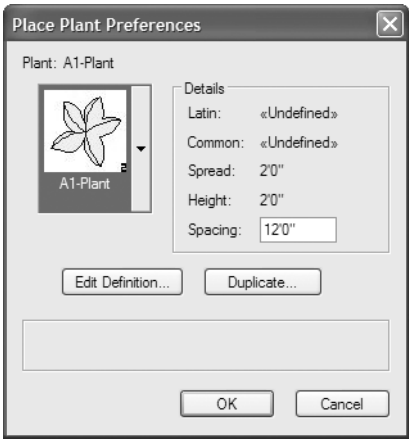 Place Plant Preferences
Plant: A1-Plant
A1-Plant
Details
Latin: «Undefined»
Common: «Undefined»
Spread: 2'0"
Height: 2'0"
Spacing: 12'0"
Edit Definition...
Duplicate...
OK
Cancel